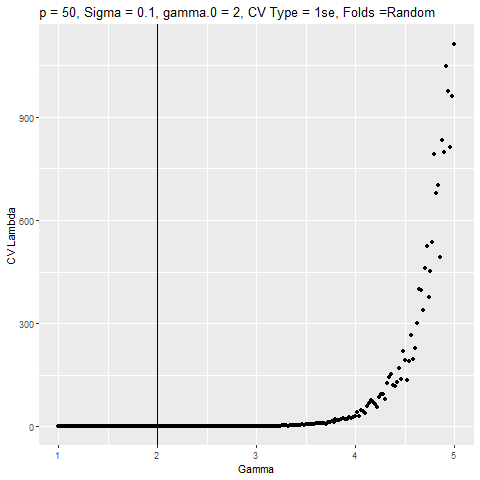 p = 50, Sigma = 0.1, gamma.0 = 2, CV Type = 1se, Folds =Random
900
600
300
0
CV Lambda
1 2 3 4 5
Gamma